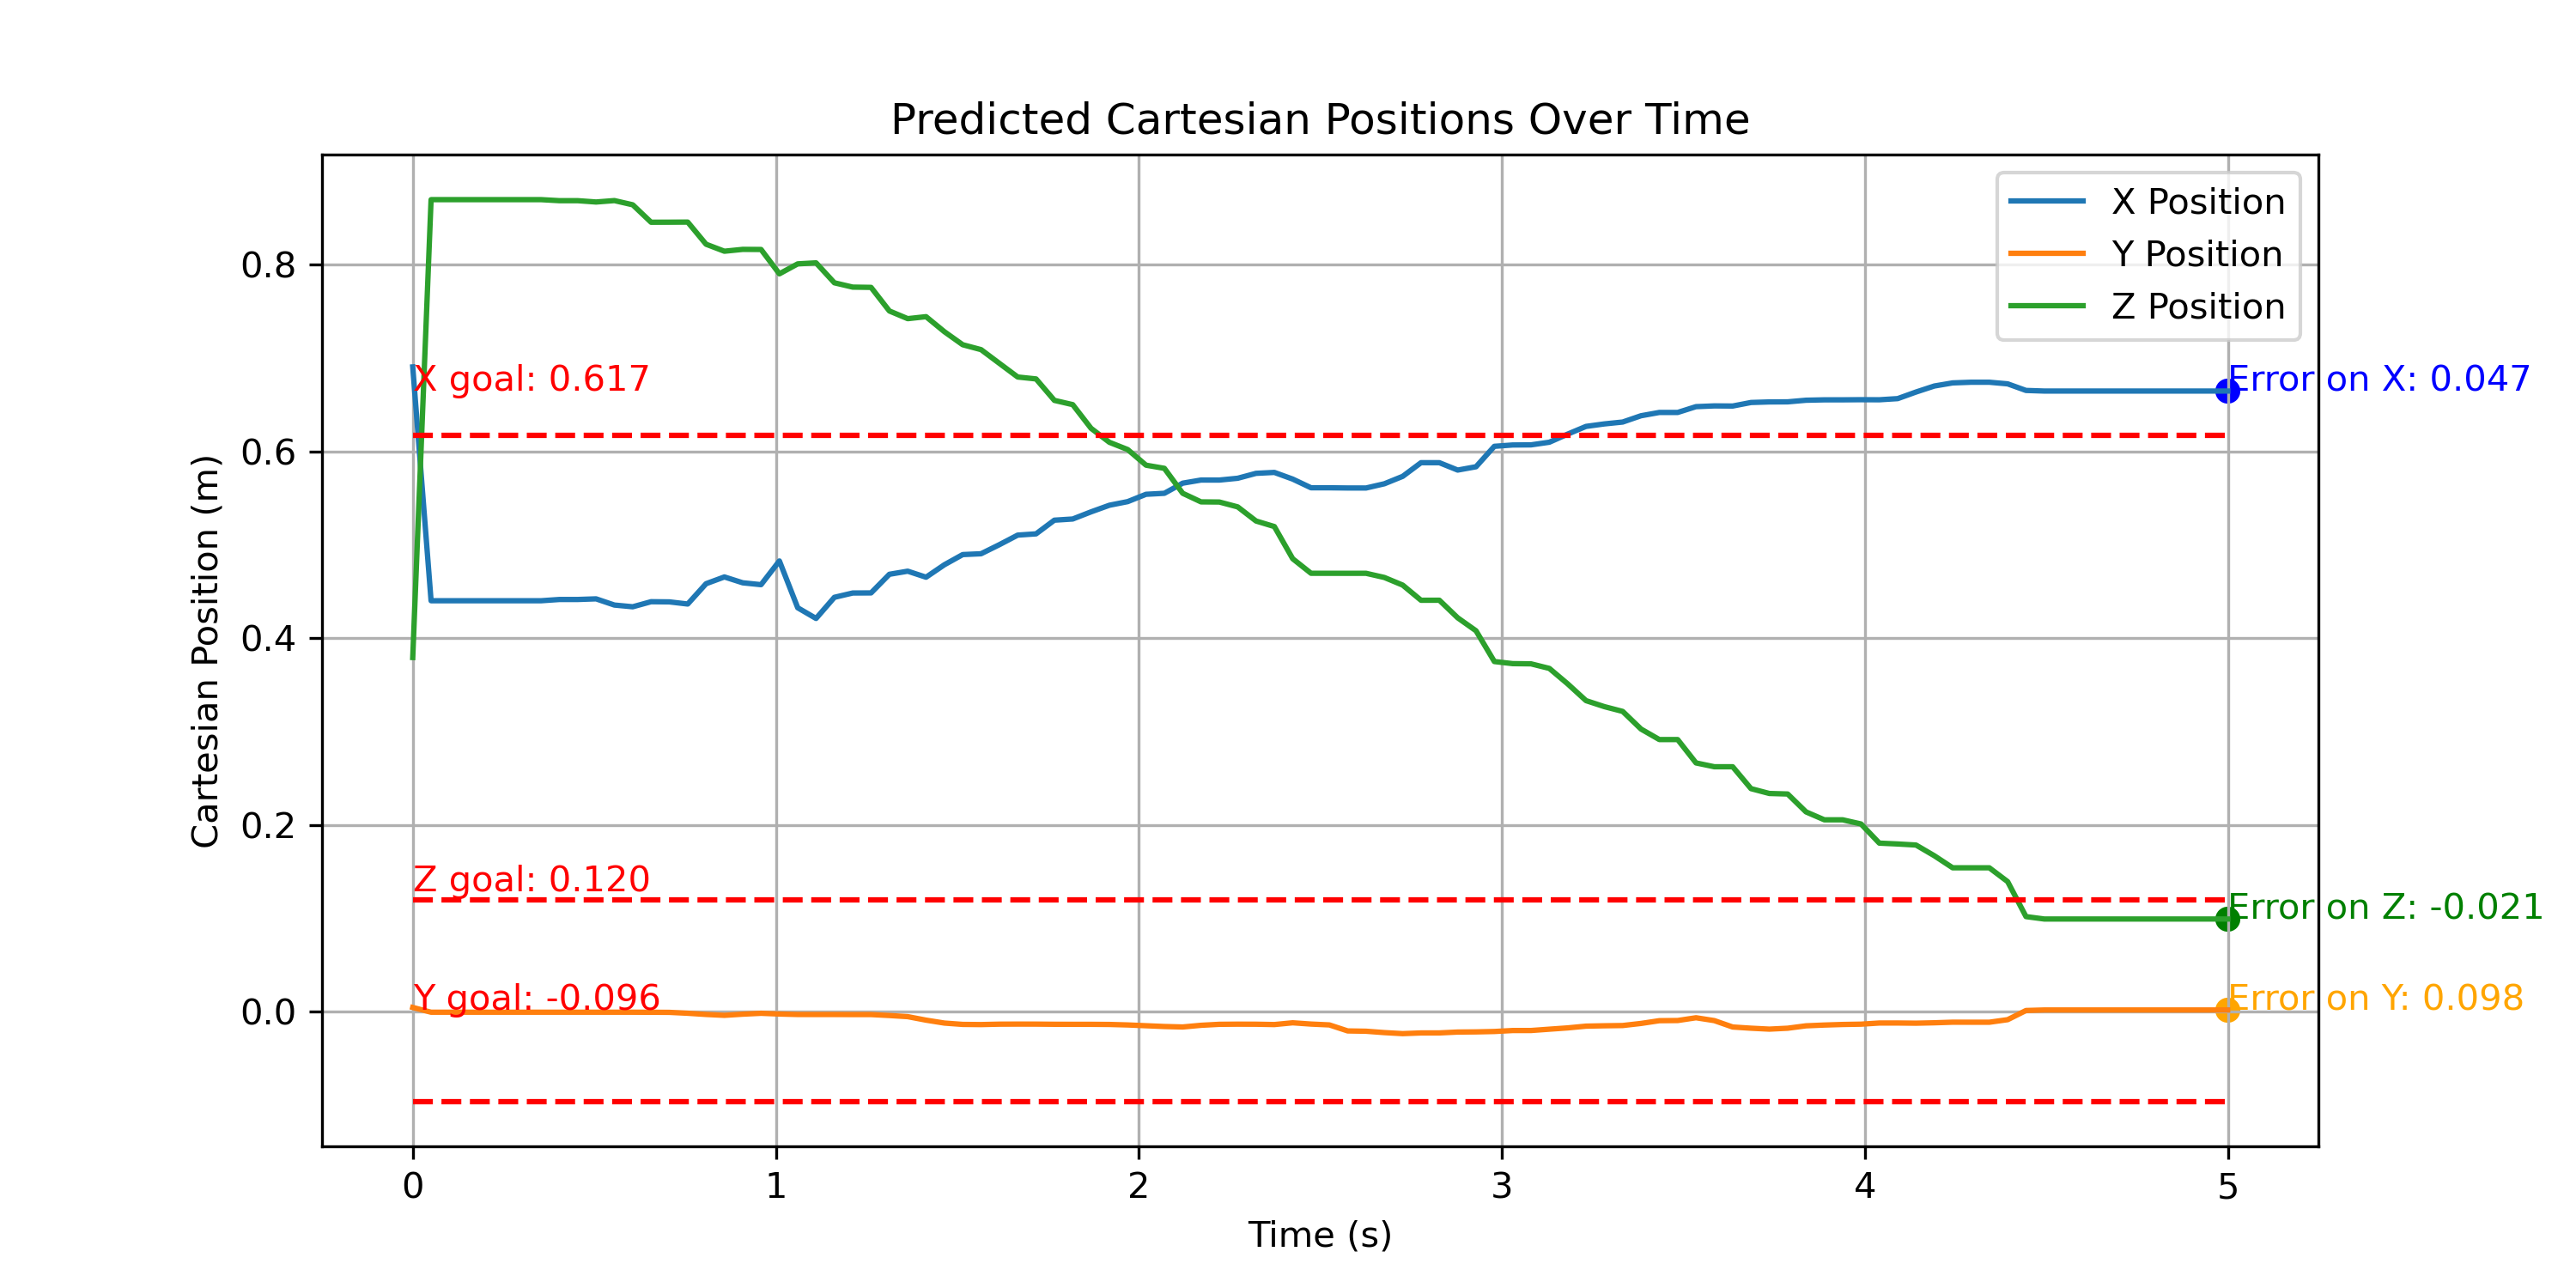 Predicted Cartesian Positions Over Time
X Position
Y Position
Z Position
Cartesian Position (m)
0.8
0.6
0.4
0.2
0.0
X goal: 0.617
Error on X: 0.047
Z goal: 0.120
Error on Z: -0.021
Y goal: -0.096
Error on Y: 0.098
0
1
2
3
4
5
Time (s)